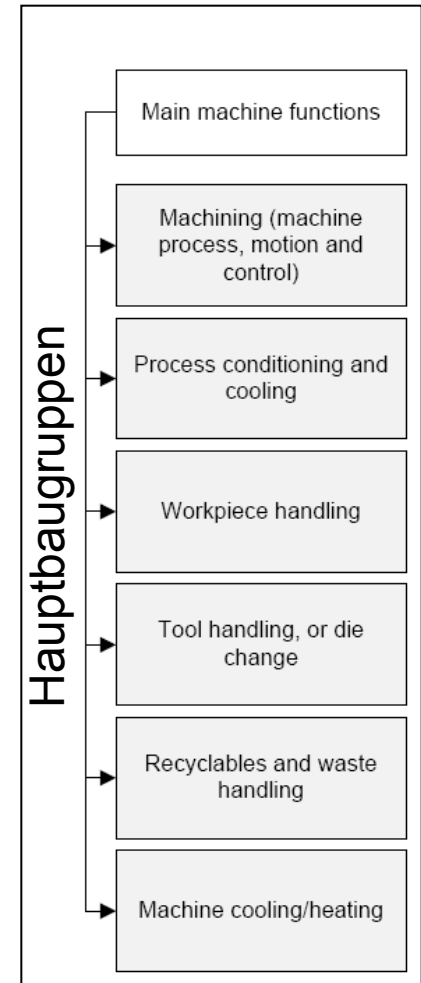 Hauptbaugruppen
Main machine functions
Machining (machine
process, motion and
control)
Process conditioning and
cooling
Workpiece handling
Tool handling, or die
change
Recyclables and waste
handling
Machine cooling/heating